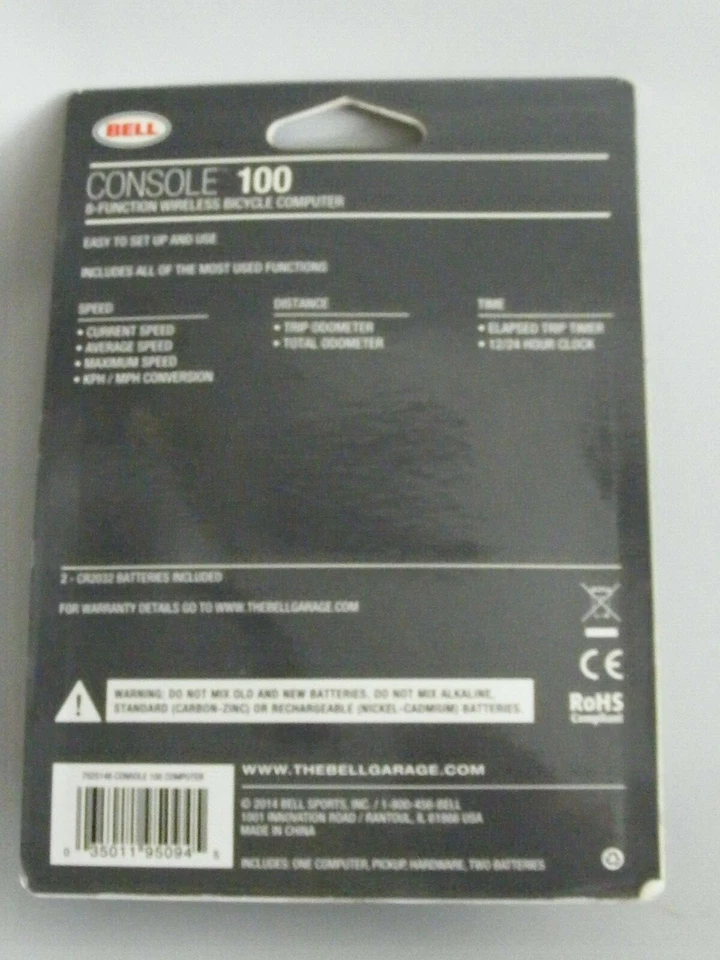 BELL
CONSOLE 100
8-FUNCTION WIRELESS BICYCLE COMPUTER
EASY TO SET UP AND USE
INCLUDES ALL OF THE MOST USED FUNCTIONS
SPEED
• CURRENT SPEED
• AVERAGE SPEED
• MAXIMUM SPEED
• KPH / MPH CONVERSION
DISTANCE
• TRIP ODOMETER
• TOTAL ODOMETER
TIME
• ELAPSED TRIP TIMER
• 12/24 HOUR CLOCK
2 - CR2032 BATTERIES INCLUDED
FOR WARRANTY DETAILS GO TO WWW.THEBELLGARAGE.COM
CE
RoHS
Compliant
WARNING: DO NOT MIX OLD AND NEW BATTERIES. DO NOT MIX ALKALINE,
STANDARD (CARBON-ZINC) OR RECHARGEABLE (NICKEL-CADMIUM) BATTERIES.
CONSOLE 100 COMPUTER
0 35011 95094
WWW.THEBELLGARAGE.COM
© 2014 BELL SPORTS, INC. / 1-800-456-BELL
1001 INNOVATION ROAD / RANTOUL, IL 61866 USA
MADE IN CHINA
INCLUDES: ONE COMPUTER, PICKUP, HARDWARE, TWO BATTERIES